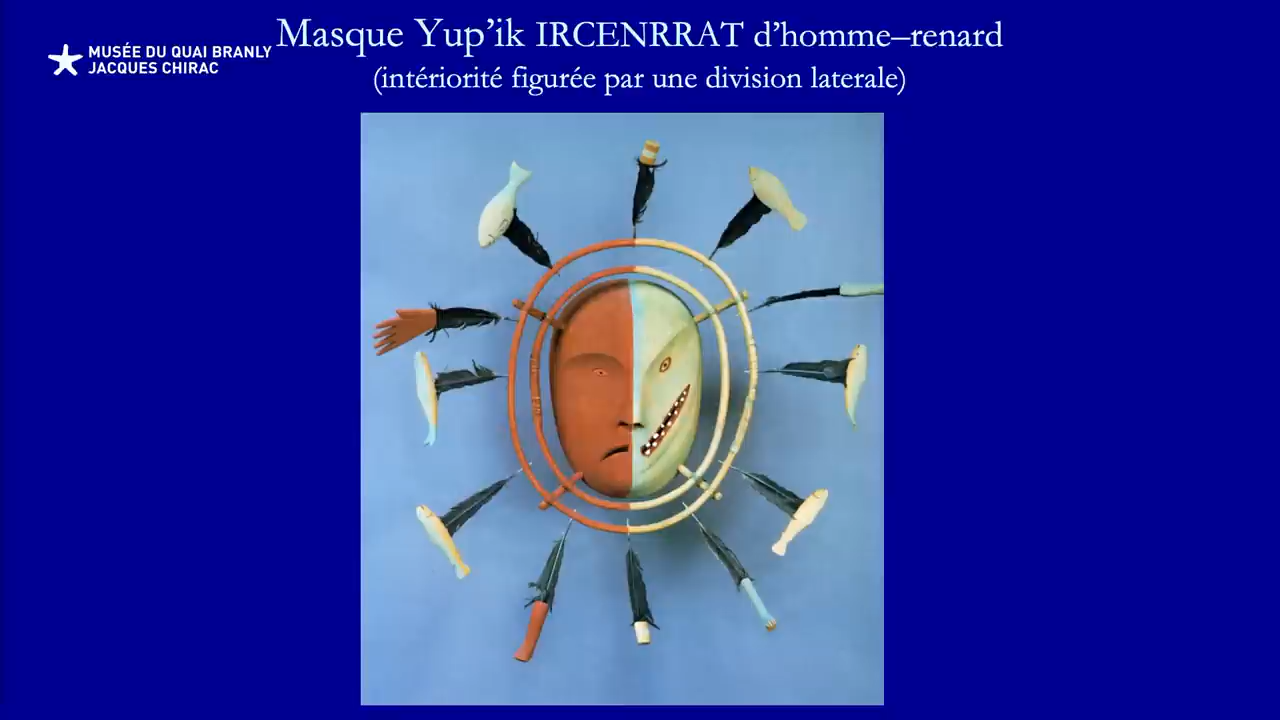 Masque Yup’ik IRCENRRAT d’homme–renard
(intériorité figurée par une division laterale)
MUSÉE DU QUAI BRANLY
JACQUES CHIRAC